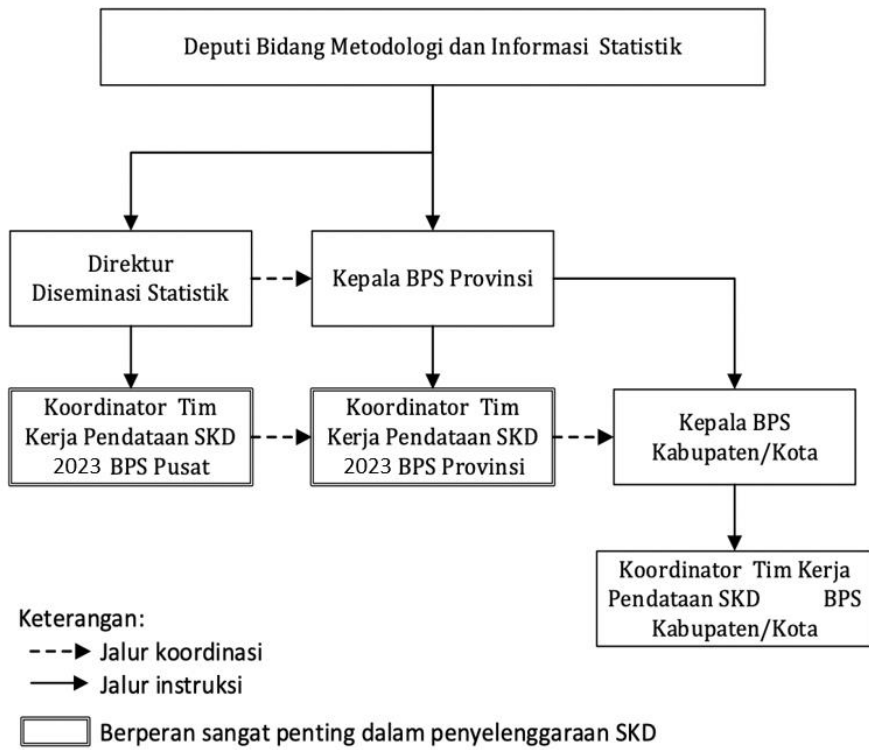 Deputi Bidang Metodologi dan Informasi Statistik
Direktur
Diseminasi Statistik
Kepala BPS Provinsi
Koordinator Tim
Kerja Pendataan SKD
2023 BPS Pusat
Koordinator Tim
Kerja Pendataan SKD
2023 BPS Provinsi
Kepala BPS
Kabupaten/Kota
Koordinator Tim Kerja
Pendataan SKD BPS
Kabupaten/Kota
Keterangan:
Jalur koordinasi
Jalur instruksi
Berperan sangat penting dalam penyelenggaraan SKD